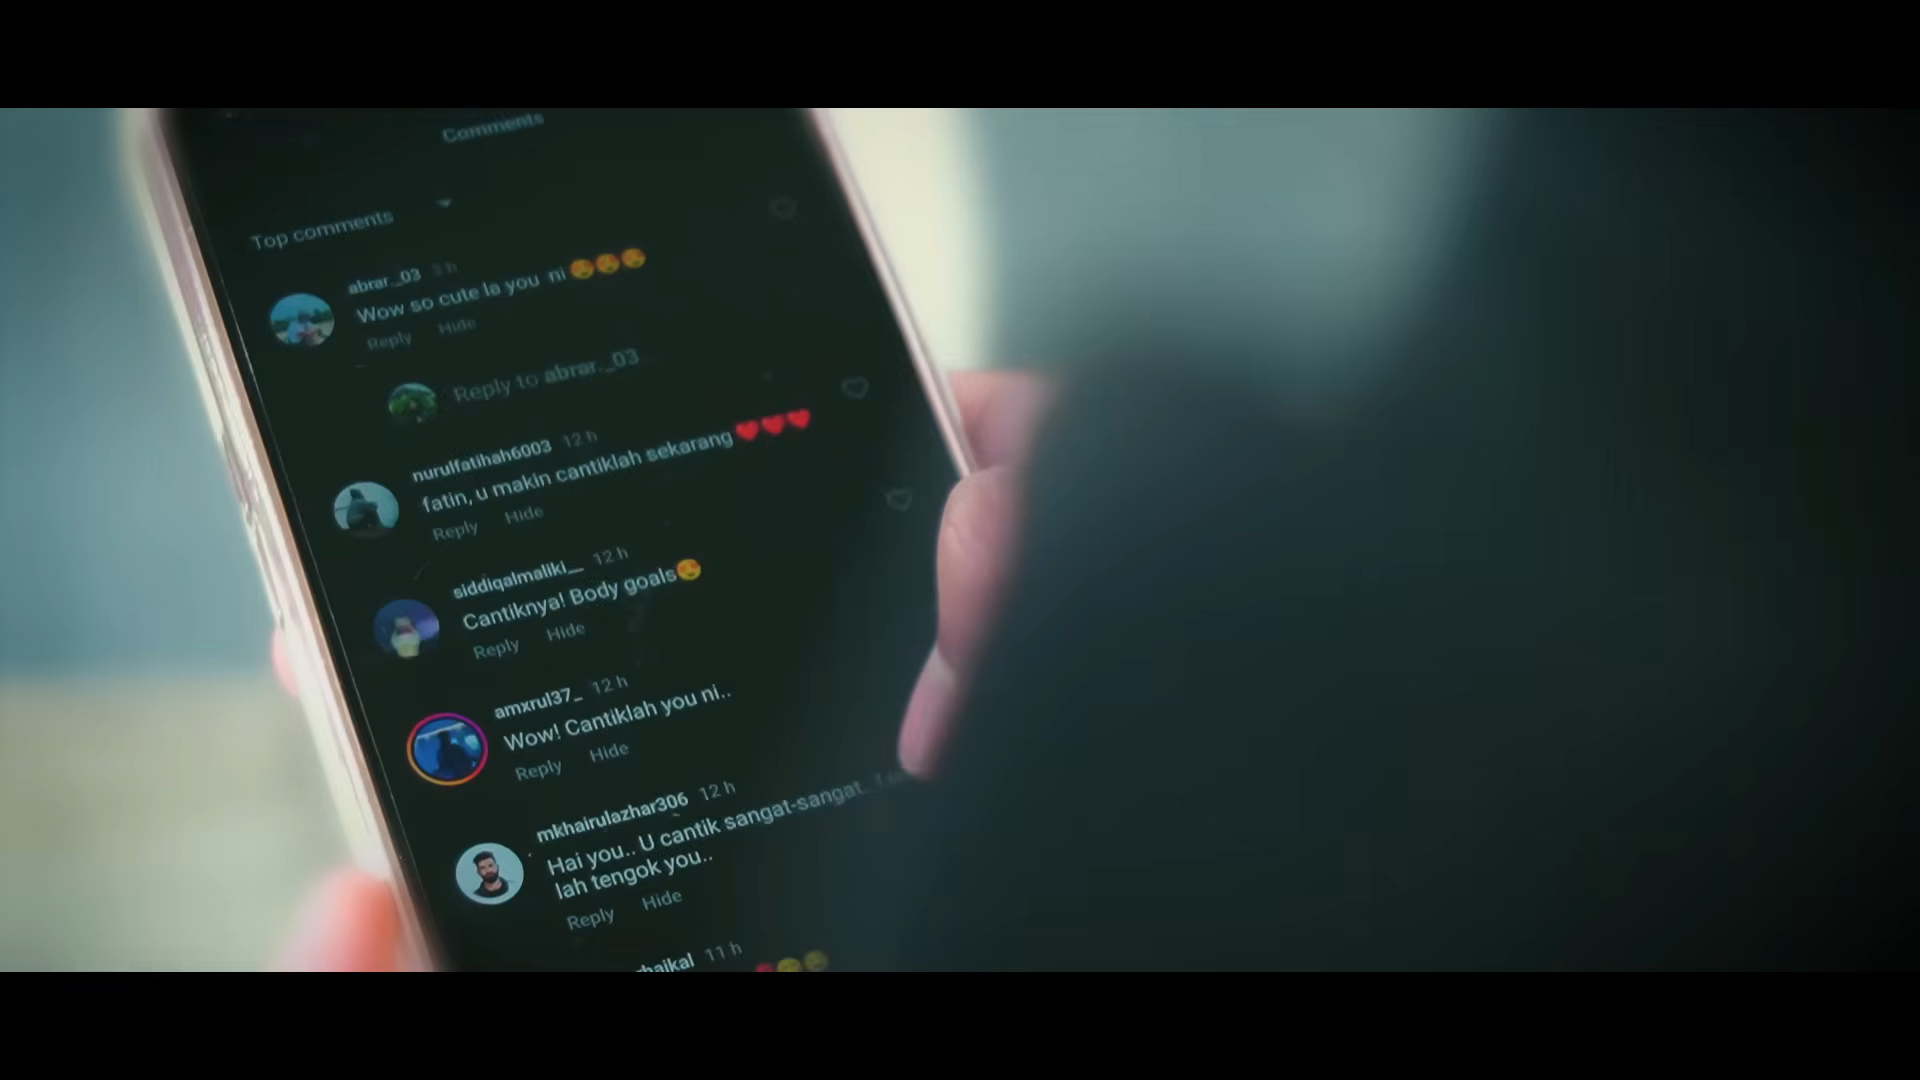 Comments
Top comments
abrar._03 3 h
Wow so cute la you ni 😍😍😍
Reply Hide
Reply to abrar._03
nurulfatihah6003 12 h
fatin, u makin cantiklah sekarang ❤️❤️❤️
Reply Hide
siddiqalmaliki__ 12 h
Cantiknya! Body goals😍
Reply Hide
amxrul37_ 12 h
Wow! Cantiklah you ni..
Reply Hide
mkhairulazhar306 12 h
Hai you.. U cantik sangat-sangat..
lah tengok you..
Reply Hide
11 h